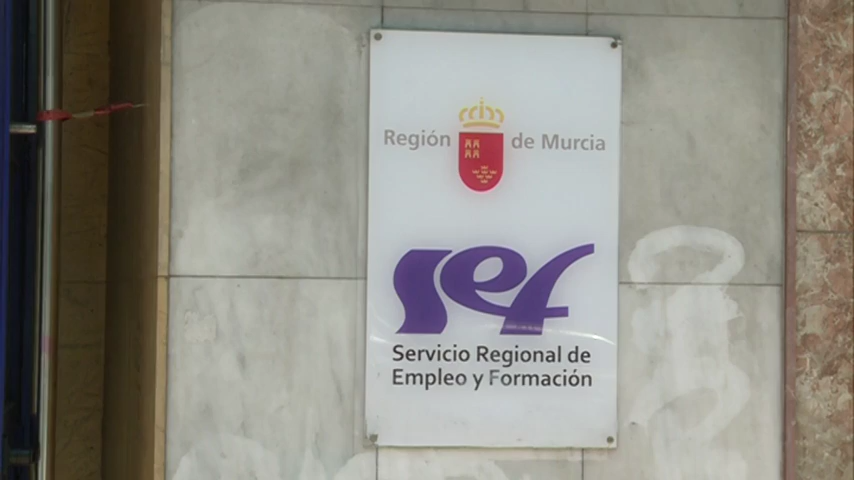 Región de Murcia
sef
Servicio Regional de
Empleo y Formación